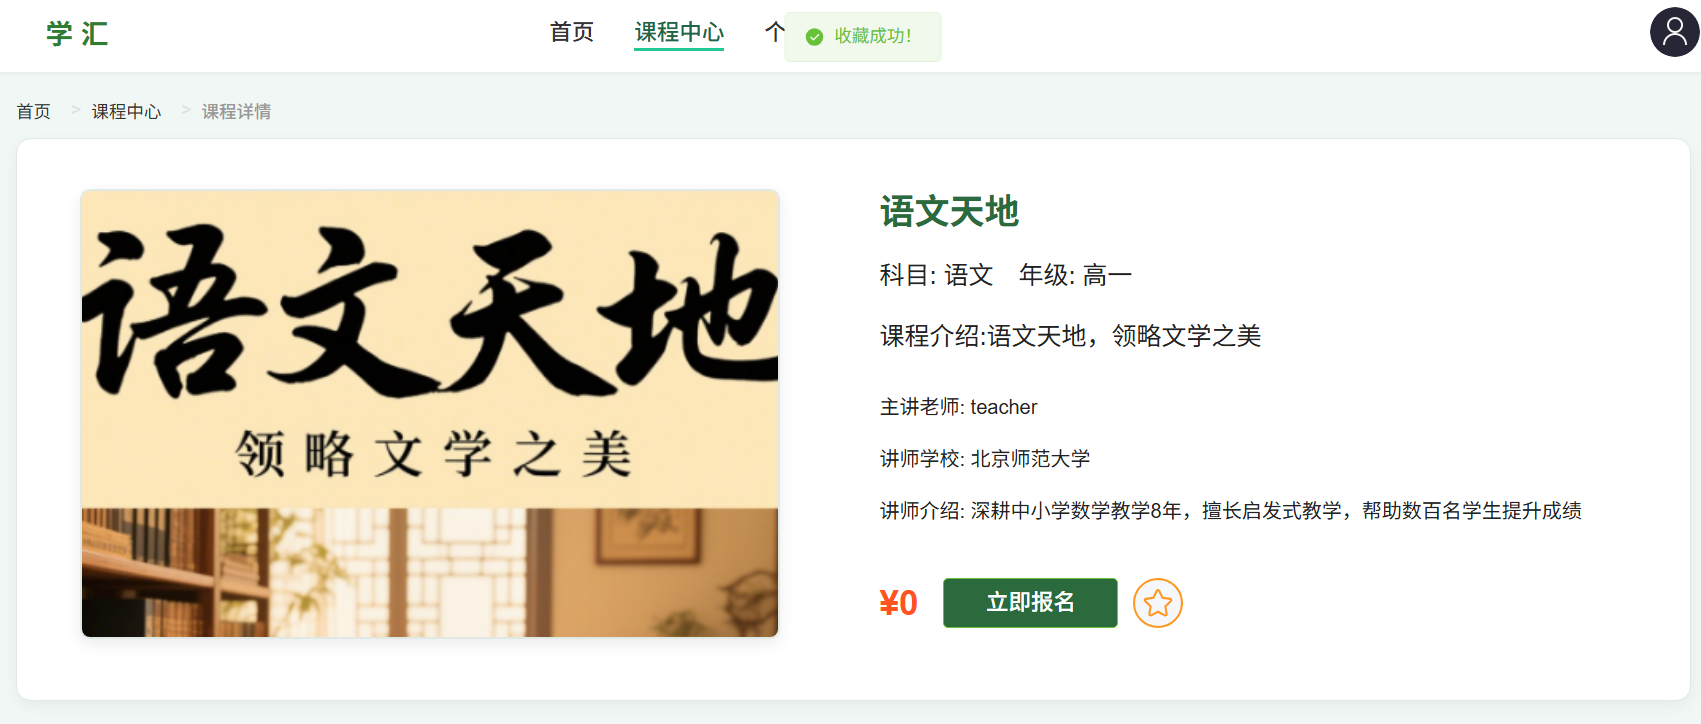 学 汇
首页 课程中心 个
收藏成功！
首页 > 课程中心 > 课程详情
语文天地
领略文学之美
语文天地
科目: 语文 年级: 高一
课程介绍:语文天地，领略文学之美
主讲老师: teacher
讲师学校: 北京师范大学
讲师介绍: 深耕中小学数学教学8年，擅长启发式教学，帮助数百名学生提升成绩
¥0 立即报名